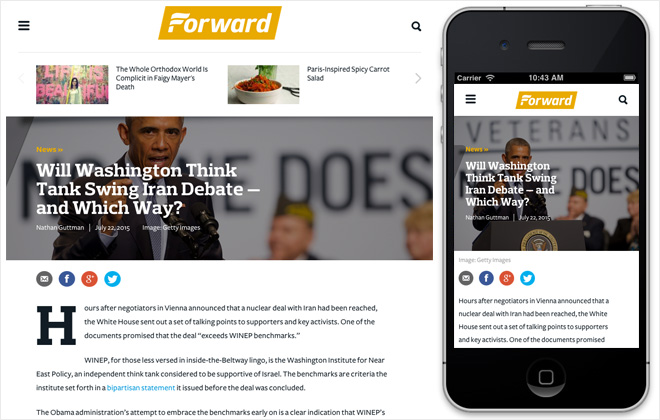 Forward
The Whole Orthodox World Is
Complicit in Faigy Mayer's
Death
Paris-Inspired Spicy Carrot
Salad
LIFE IS
BEAUTIFUL
News »
Will Washington Think
Tank Swing Iran Debate —
and Which Way?
Nathan Guttman | July 22, 2015 Image: Getty Images
DOES
Hours after negotiators in Vienna announced that a nuclear deal with Iran had been reached,
the White House sent out a set of talking points to supporters and key activists. One of the
documents promised that the deal “exceeds WINEP benchmarks.”
WINEP, for those less versed in inside-the-Beltway lingo, is the Washington Institute for Near
East Policy, an independent think tank considered to be supportive of Israel. The benchmarks are criteria the
institute set forth in a bipartisan statement it issued before the deal was concluded.
The Obama administration’s attempt to embrace the benchmarks early on is a clear indication that WINEP’s
Carrier 10:43 AM
Forward
VETERANS
DOES
News »
Will Washington
Think Tank Swing
Iran Debate — and
Which Way?
Nathan Guttman | July 22, 2015
Image: Getty Images
Hours after negotiators in Vienna announced that a
nuclear deal with Iran had been reached, the White
House sent out a set of talking points to supporters
and key activists. One of the documents promised